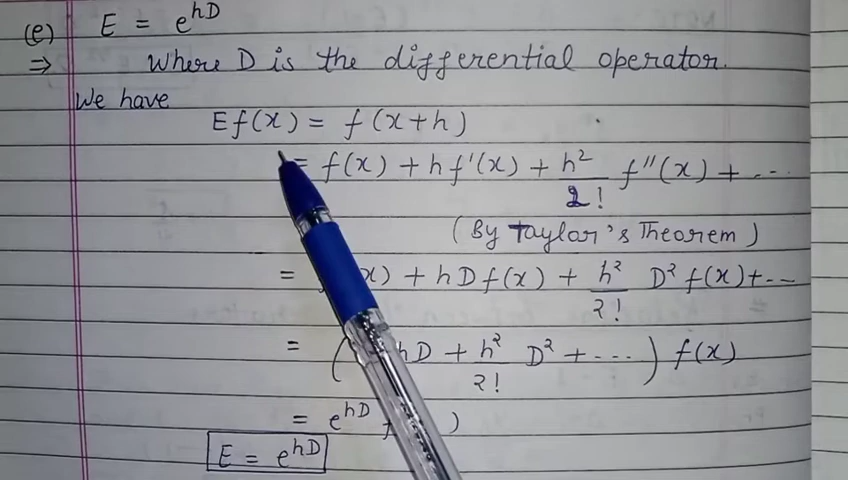 (e) E = e^{hD}
⇒ where D is the differential operator.
We have
Ef(x) = f(x+h)
= f(x) + hf'(x) + h²/2! f''(x) + ...
(By Taylor's Theorem)
= x) + hDf(x) + h²/2! D² f(x)+--
= ( hD + h²/2! D² + ... ) f(x)
= e^{hD} )
E = e^{hD}